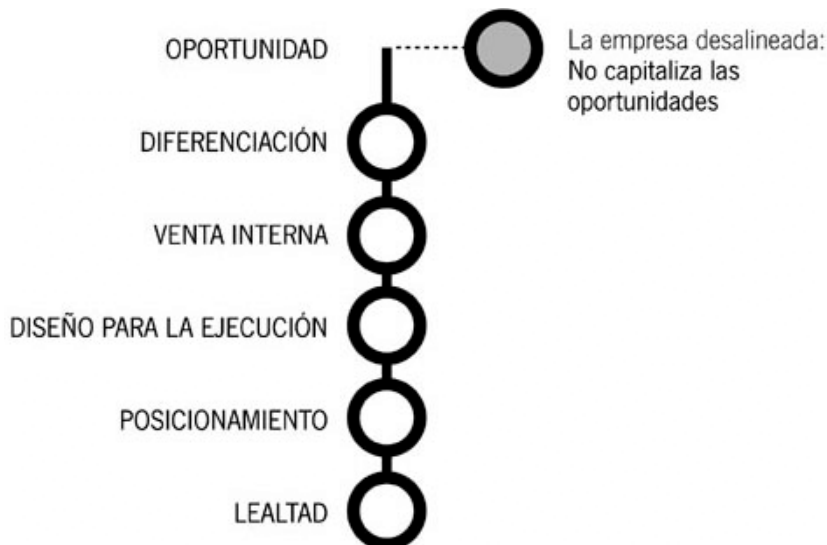 OPORTUNIDAD
La empresa desalineada:
No capitaliza las
oportunidades
DIFERENCIACIÓN
VENTA INTERNA
DISEÑO PARA LA EJECUCIÓN
POSICIONAMIENTO
LEALTAD